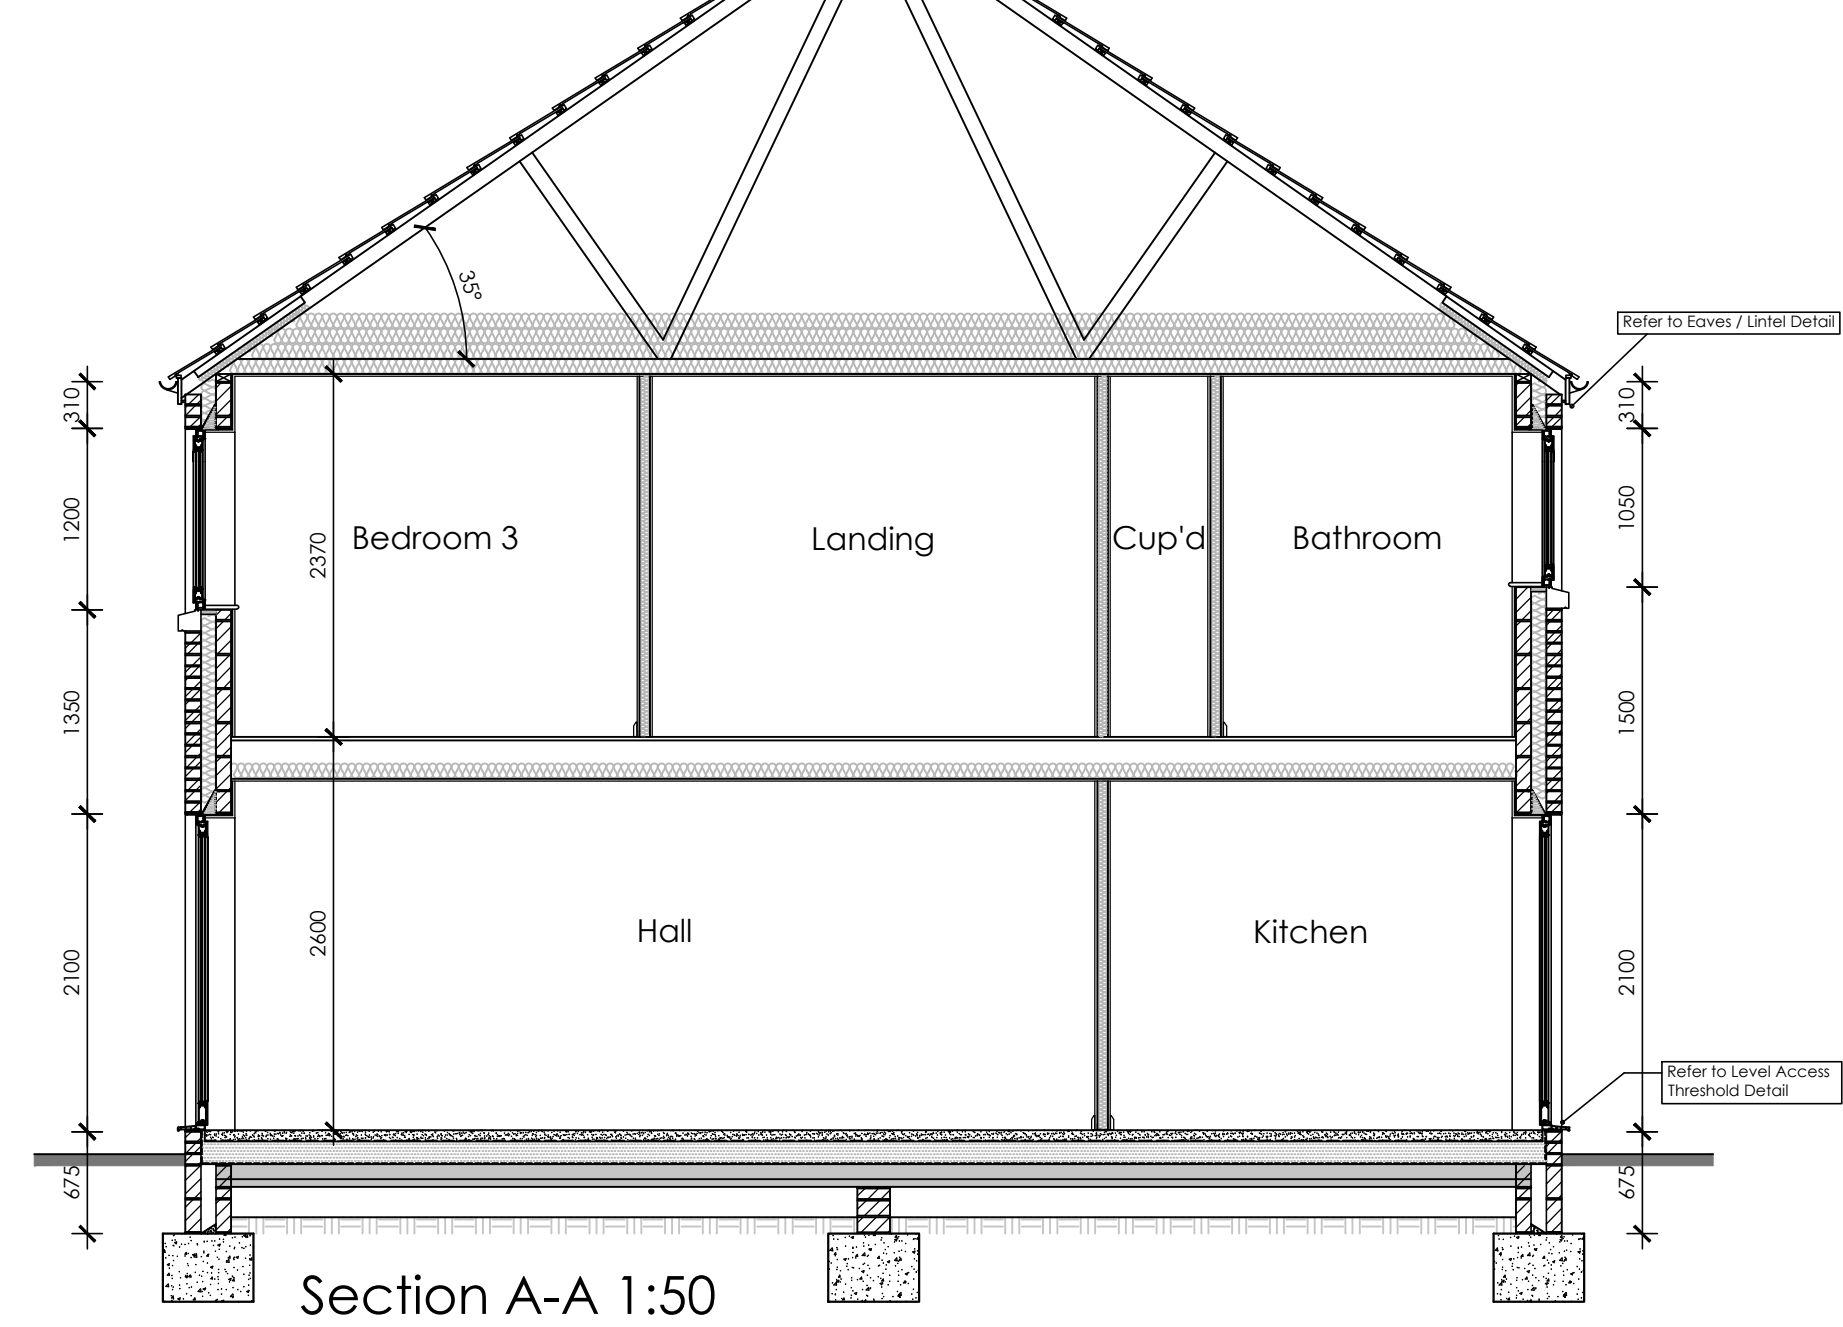 35°
Refer to Eaves / Lintel Detail
310
310
1200
2370
Bedroom 3
Landing
Cup'd
Bathroom
1050
1350
1500
2100
2600
Hall
Kitchen
2100
Refer to Level Access
Threshold Detail
675
675
Section A-A 1:50